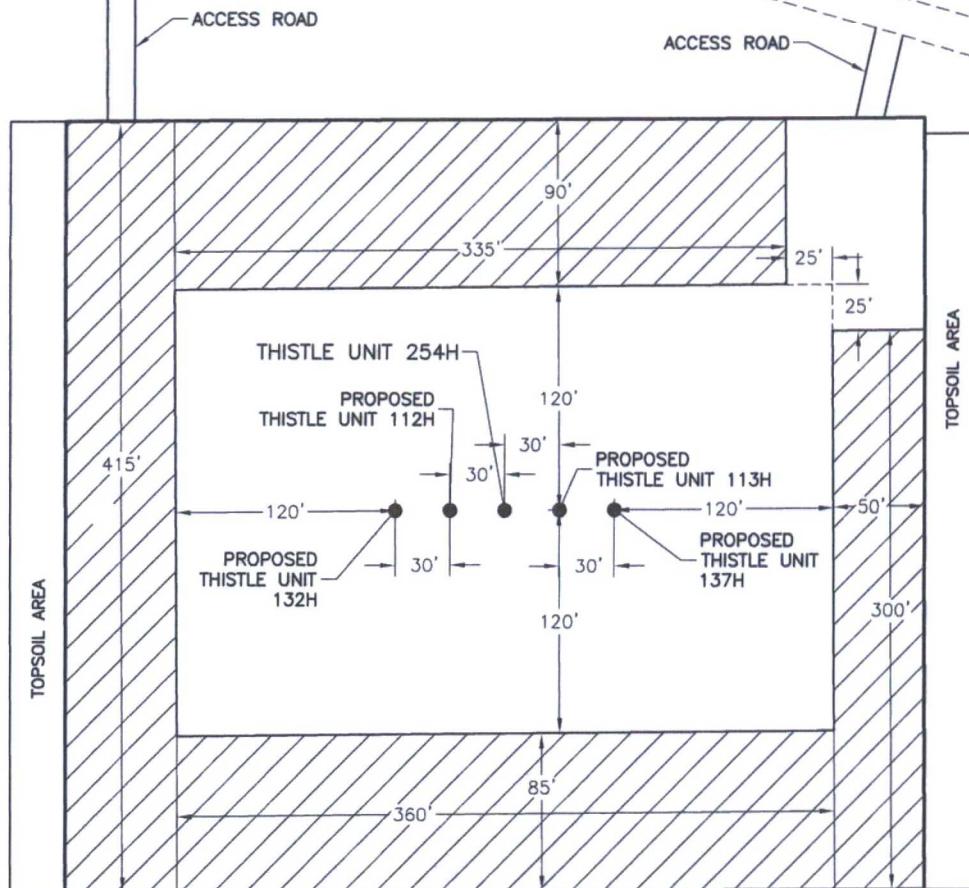 ACCESS ROAD
ACCESS ROAD
90'
335'
25'
25'
THISTLE UNIT 254H
PROPOSED
THISTLE UNIT 112H
120'
30'
30'
PROPOSED
THISTLE UNIT 113H
415'
120'
120'
50'
PROPOSED
THISTLE UNIT
132H
30'
30'
PROPOSED
THISTLE UNIT
137H
120'
300'
TOPSOIL AREA
TOPSOIL AREA
85'
360'